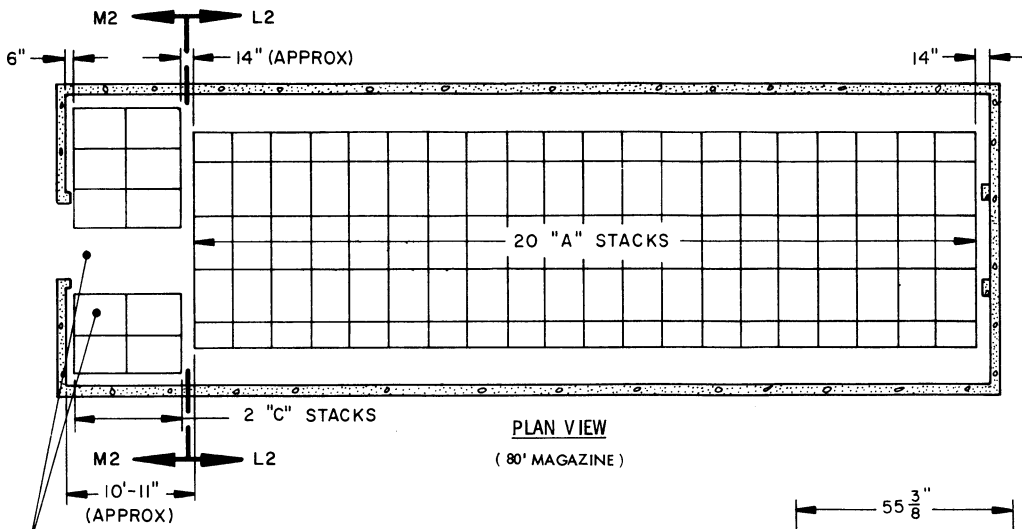 M2 L2
6" 14" (APPROX) 14"
20 "A" STACKS
2 "C" STACKS
PLAN VIEW
(80' MAGAZINE)
M2 L2
10'-11"
(APPROX)
55 3/8"